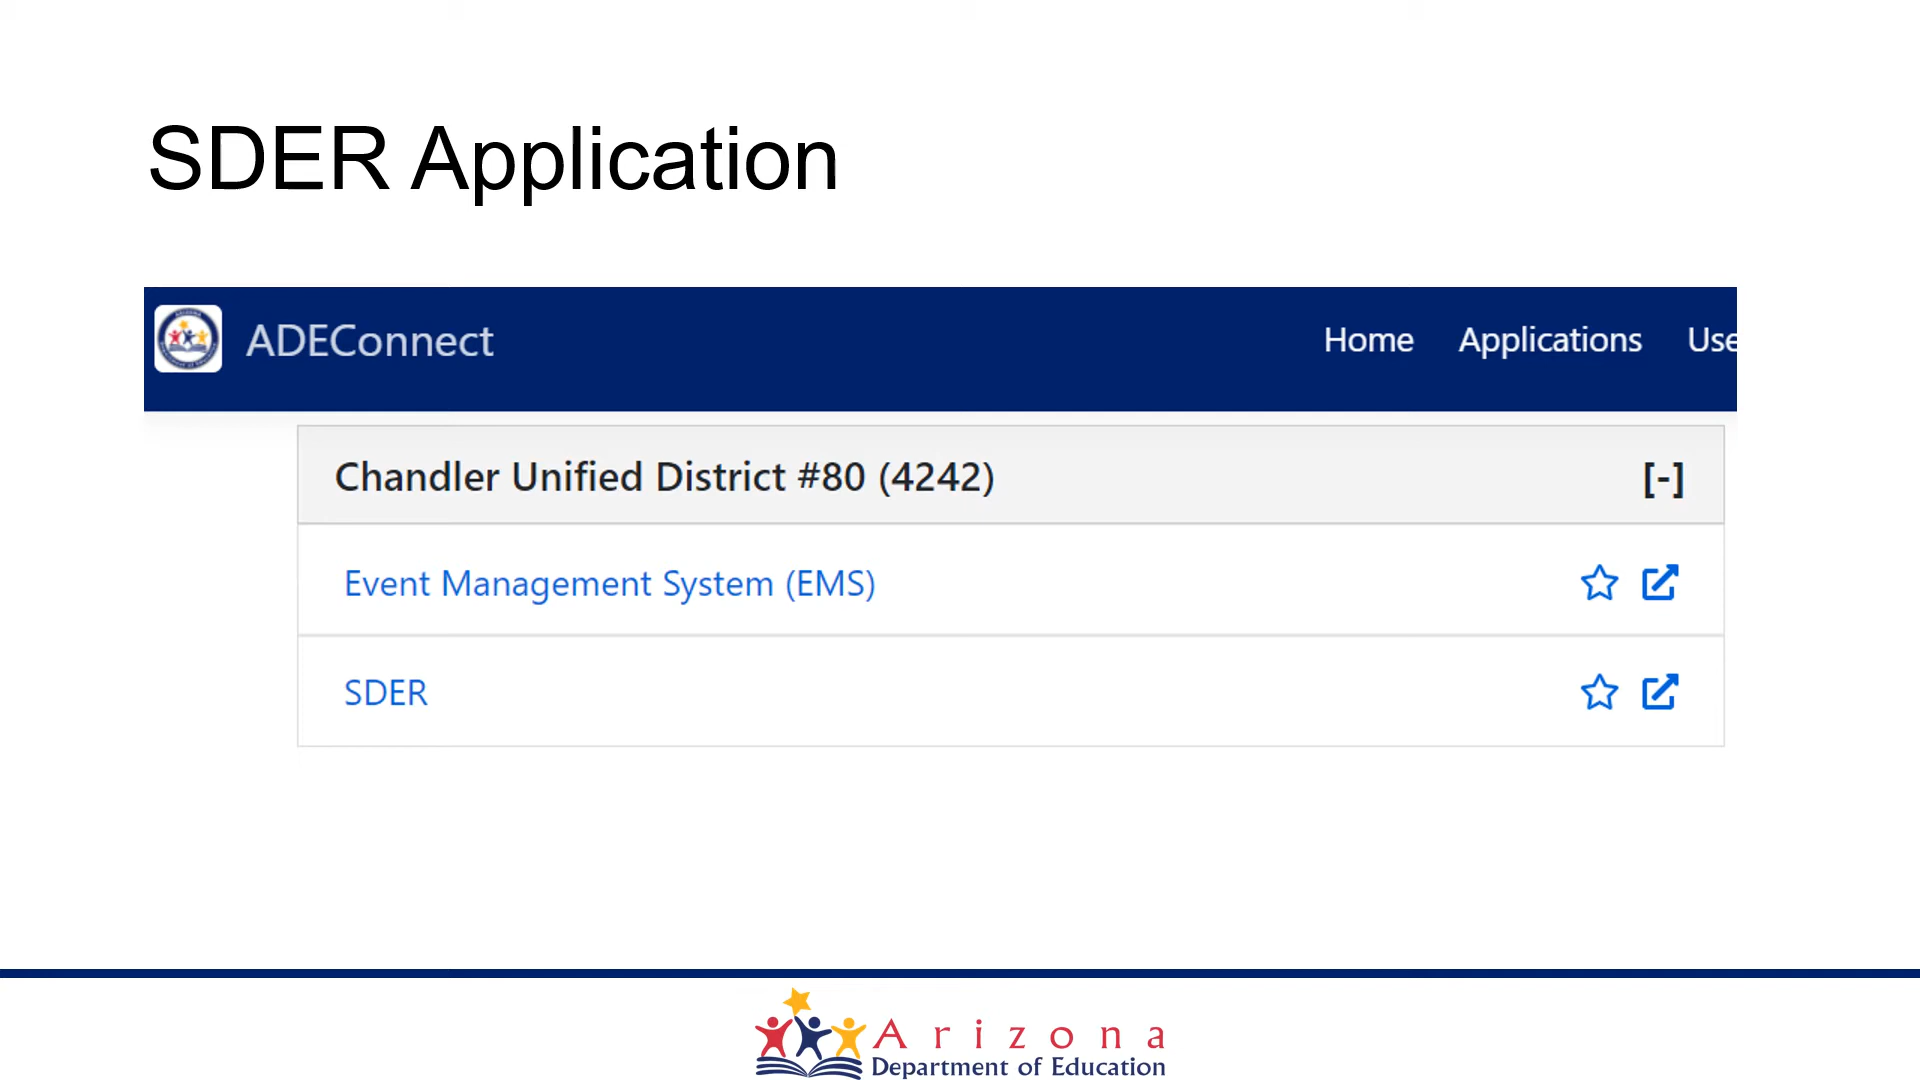 SDER Application
ADEConnect Home Applications Use
Chandler Unified District #80 (4242) [-]
Event Management System (EMS)
SDER
Arizona
Department of Education